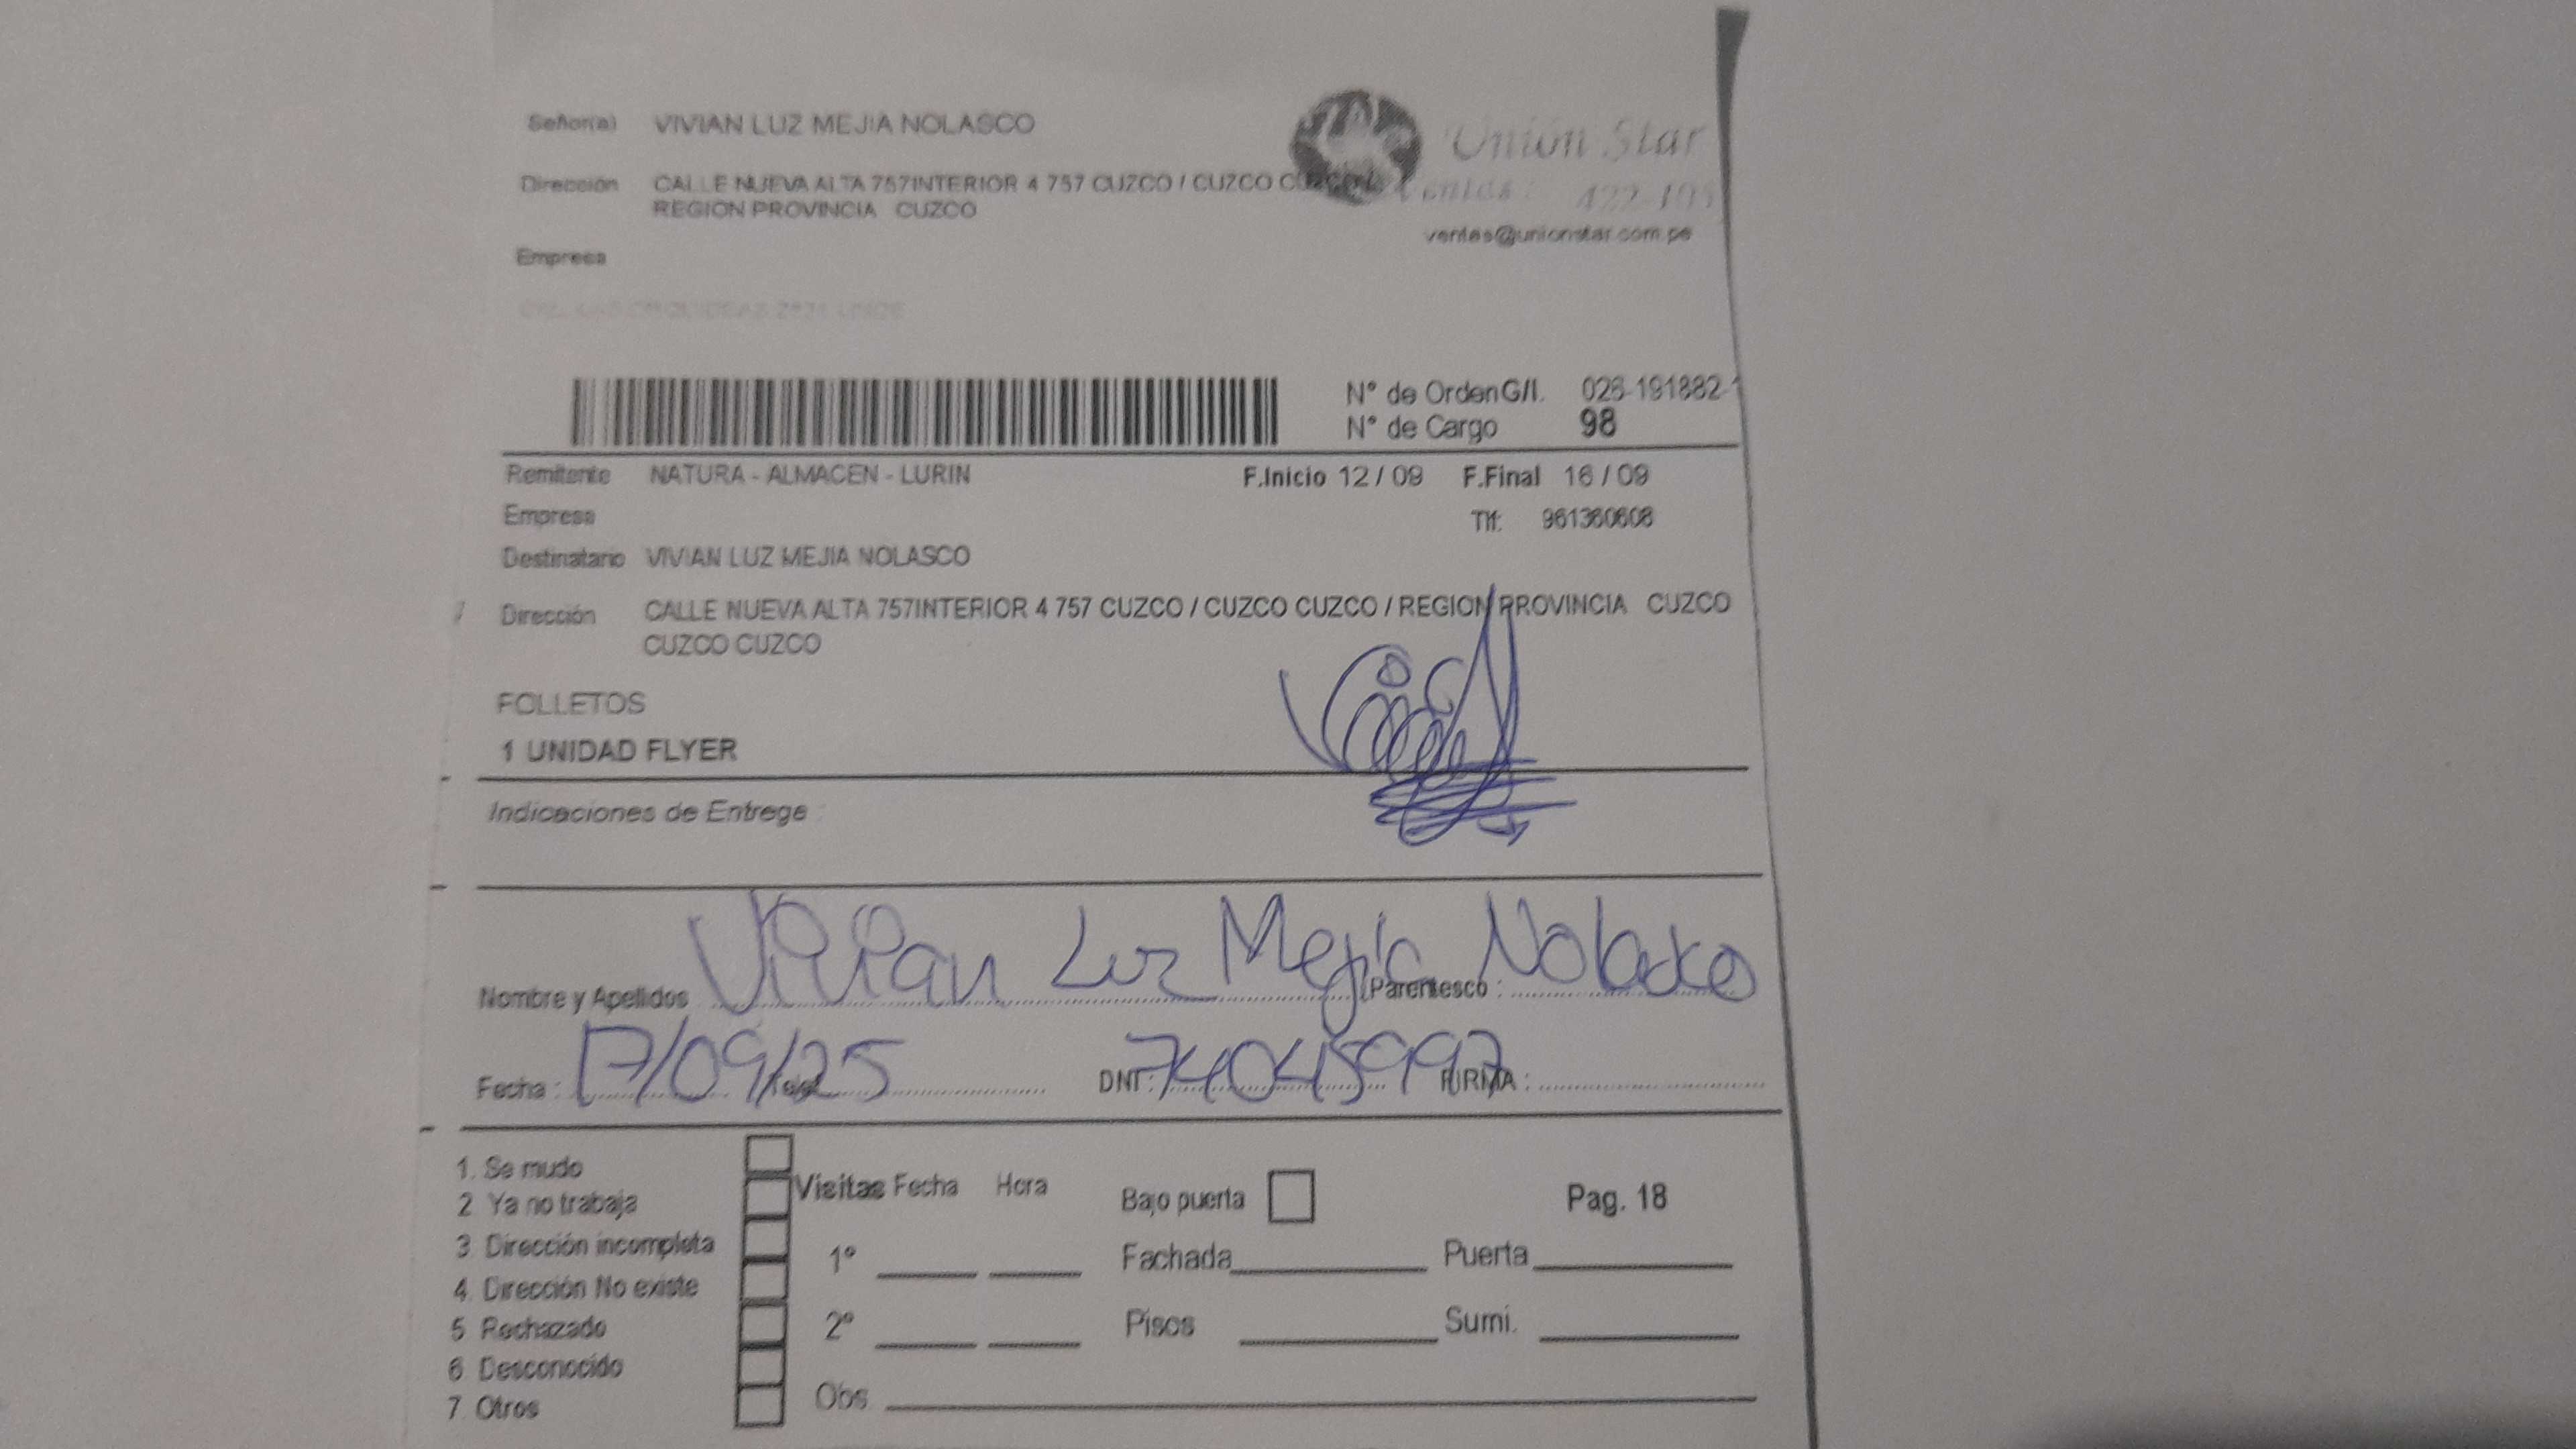 Señor(a) VIVIAN LUZ MEJIA NOLASCO
Unión Star
Dirección CALLE NUEVA ALTA 757INTERIOR 4 757 CUZCO / CUZCO
REGION PROVINCIA CUZCO
ventes@unionstar.com.pe
Empresa
N° de Orden G/I. 026-191882-1
N° de Cargo 98
Remitente NATURA - ALMACEN - LURIN F.Inicio 12 / 09 F.Final 16 / 09
Empresa Tlf: 961360608
Destinatario VIVIAN LUZ MEJIA NOLASCO
Dirección CALLE NUEVA ALTA 757INTERIOR 4 757 CUZCO / CUZCO CUZCO / REGION PROVINCIA CUZCO
CUZCO CUZCO
FOLLETOS
1 UNIDAD FLYER
Indicaciones de Entrega :
Nombre y Apellidos Vivian Luz Mejia Parentesco : Nolasco
Fecha : 17/09/25 Telef. DNI : 74045997 FIRMA :
1. Se mudo
2 Ya no trabaja
3. Dirección incompleta
4. Dirección No existe
5 Rechazado
6 Desconocido
7 Otros
Visitas Fecha Hora
1°
2°
Obs
Bajo puerta Pag. 18
Fachada Puerta
Pisos Sumi.